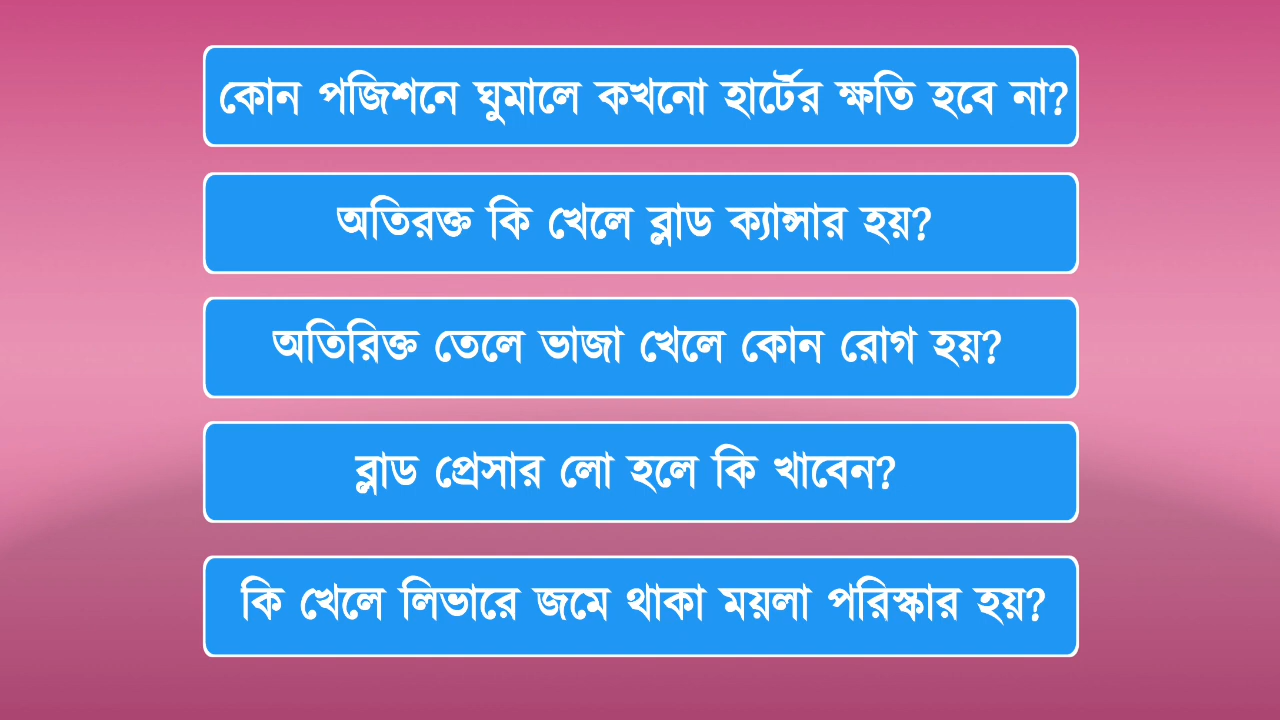 কোন পজিশনে ঘুমালে কখনো হার্টের ক্ষতি হবে না?
অতিরক্ত কি খেলে ব্লাড ক্যান্সার হয়?
অতিরিক্ত তেলে ভাজা খেলে কোন রোগ হয়?
ব্লাড প্রেসার লো হলে কি খাবেন?
কি খেলে লিভারে জমে থাকা ময়লা পরিস্কার হয়?